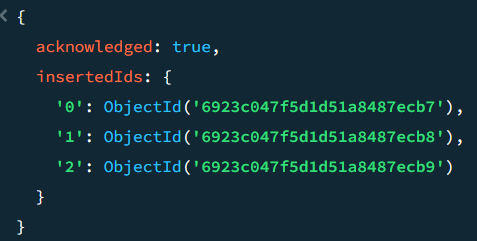 {
acknowledged: true,
insertedIds: {
'0': ObjectId('6923c047f5d1d51a8487ecb7'),
'1': ObjectId('6923c047f5d1d51a8487ecb8'),
'2': ObjectId('6923c047f5d1d51a8487ecb9')
}
}